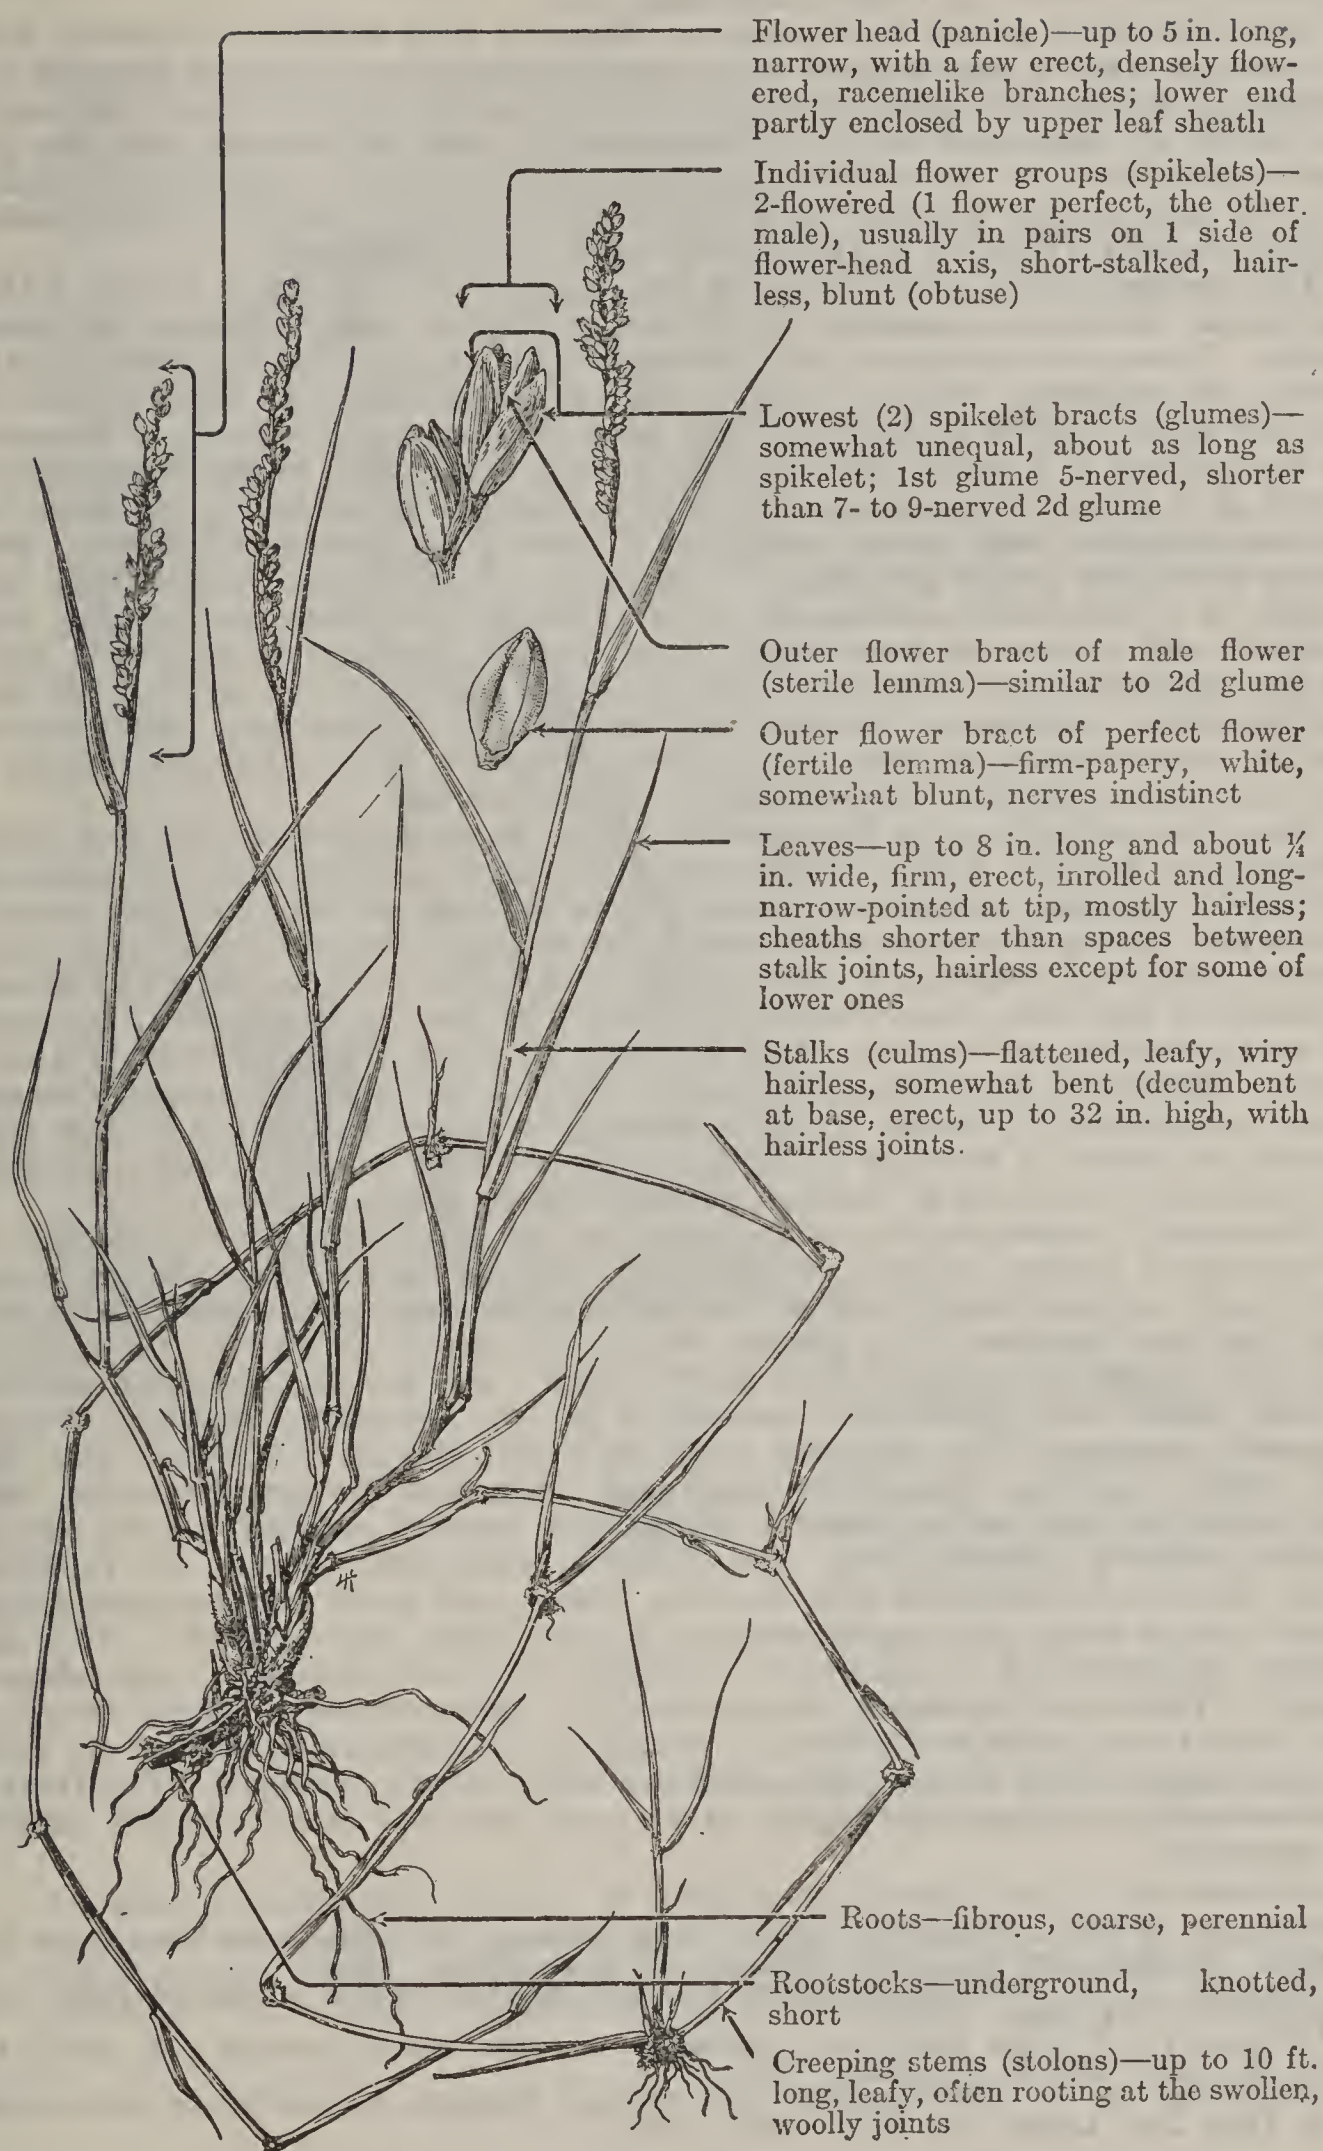 Flower head (panicle)—up to 5 in. long,
narrow, with a few erect, densely flow-
ered, racemelike branches; lower end
partly enclosed by upper leaf sheath
Individual flower groups (spikelets)—
2-flowered (1 flower perfect, the other
male), usually in pairs on 1 side of
flower-head axis, short-stalked, hair-
less, blunt (obtuse)
Lowest (2) spikelet bracts (glumes)—
somewhat unequal, about as long as
spikelet; 1st glume 5-nerved, shorter
than 7- to 9-nerved 2d glume
Outer flower bract of male flower
(sterile lemma)—similar to 2d glume
Outer flower bract of perfect flower
(fertile lemma)—firm-papery, white,
somewhat blunt, nerves indistinct
Leaves—up to 8 in. long and about ¼
in. wide, firm, erect, inrolled and long-
narrow-pointed at tip, mostly hairless;
sheaths shorter than spaces between
stalk joints, hairless except for some of
lower ones
Stalks (culms)—flattened, leafy, wiry
hairless, somewhat bent (decumbent
at base, erect, up to 32 in. high, with
hairless joints.
HK
Roots—fibrous, coarse, perennial
Rootstocks—underground, knotted,
short
Creeping stems (stolons)—up to 10 ft.
long, leafy, often rooting at the swollen,
woolly joints